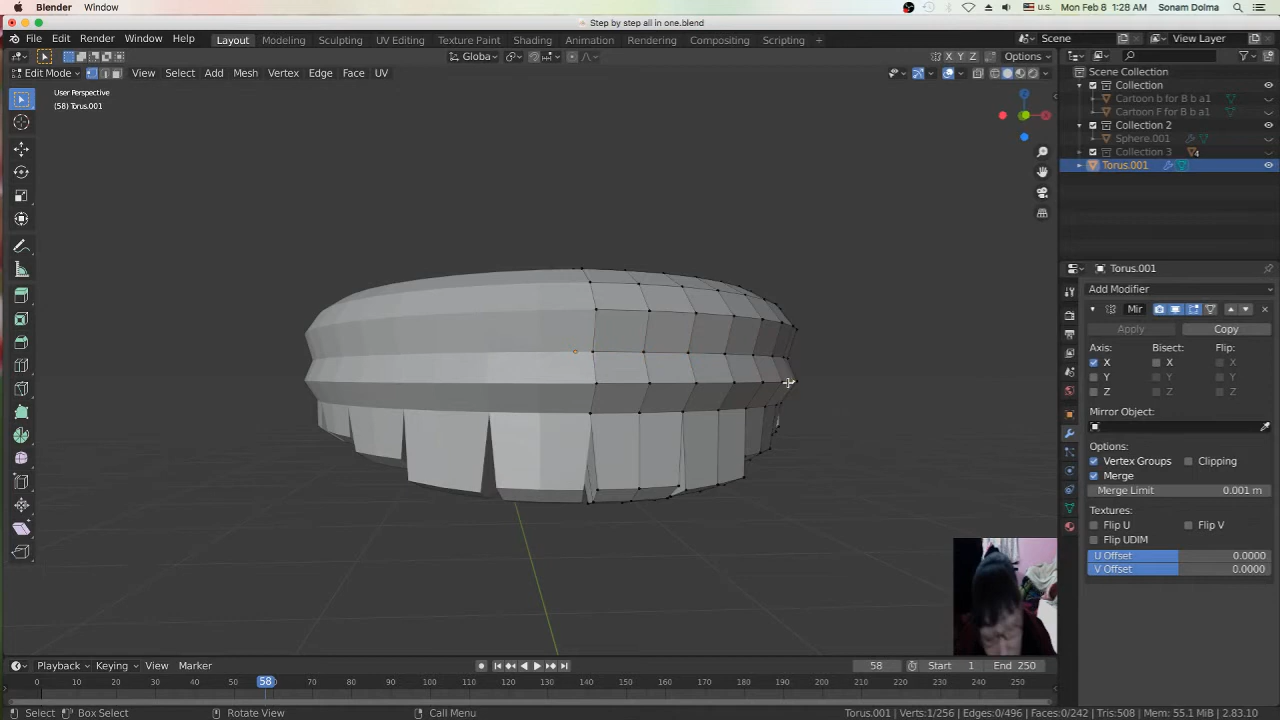 Blender Window U.S. Mon Feb 8 1:28 AM Sonam Dolma
Step by step all in one.blend
File Edit Render Window Help Layout Modeling Sculpting UV Editing Texture Paint Shading Animation Rendering Compositing Scripting + Scene View Layer
Globa X Y Z Options
Edit Mode View Select Add Mesh Vertex Edge Face UV
User Perspective
(58) Torus.001
Scene Collection
Collection
Cartoon b for B b a1
Cartoon F for B b a1
Collection 2
Sphere.001
Collection 3 4
Torus.001
Torus.001
Add Modifier
Mir
Apply Copy
Axis: Bisect: Flip:
X X X
Y Y Y
Z Z Z
Mirror Object:
Options:
Vertex Groups Clipping
Merge
Merge Limit 0.001 m
Textures:
Flip U Flip V
Flip UDIM
U Offset 0.0000
V Offset 0.0000
Playback Keying View Marker 58 Start 1 End 250
0 10 20 30 40 50 58 70 80 90 100 110 120 130 140 150 160 170 180 190 200 210 220 230 240 250
Select Box Select Rotate View Call Menu Torus.001 | Verts:1/256 | Edges:0/496 | Faces:0/242 | Tris:508 | Mem: 55.1 MiB | 2.83.10